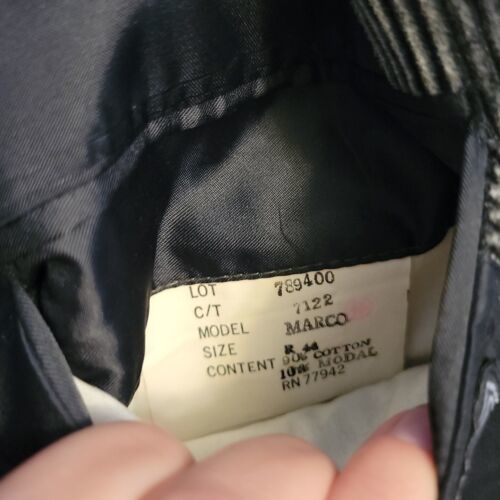 LOT 789400
C/T 7122
MODEL MARCO
SIZE R 44
CONTENT 90% COTTON
10% MODAL
RN 77942